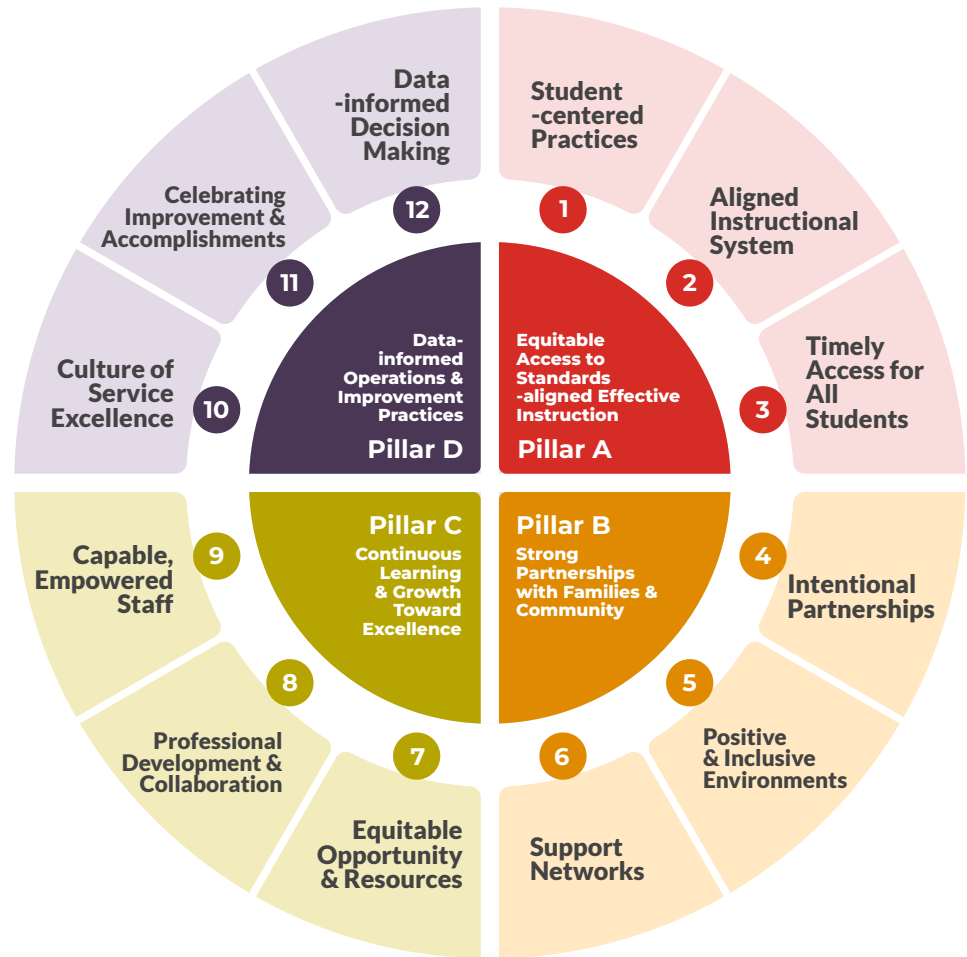 Student
-centered
Practices
1
Aligned
Instructional
System
2
Timely
Access for
All
Students
3
Intentional
Partnerships
4
Positive
& Inclusive
Environments
5
Support
Networks
6
Equitable
Opportunity
& Resources
7
Professional
Development &
Collaboration
8
Capable,
Empowered
Staff
9
Culture of
Service
Excellence
10
Celebrating
Improvement &
Accomplishments
11
Data
-informed
Decision
Making
12
Equitable
Access to
Standards
-aligned Effective
Instruction
Pillar A
Pillar B
Strong
Partnerships
with Families &
Community
Pillar C
Continuous
Learning
& Growth
Toward
Excellence
Data-
informed
Operations &
Improvement
Practices
Pillar D